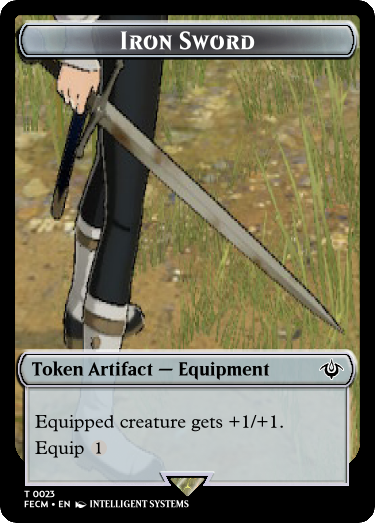 Iron Sword
Token Artifact — Equipment
Equipped creature gets +1/+1.
Equip 1
T 0023
FECM • EN INTELLIGENT SYSTEMS